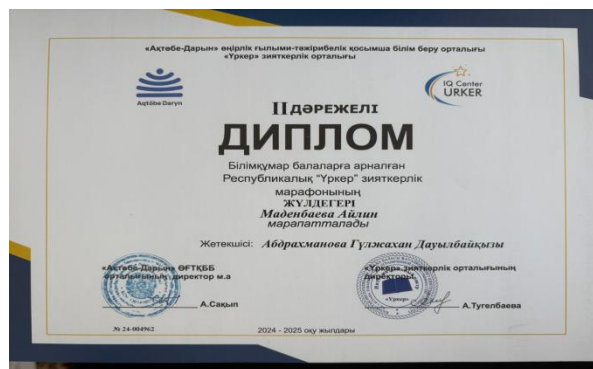 «Ақтөбе-Дарын» өңірлік ғылыми-тәжірибелік қосымша білім беру орталығы
«Үркер» зияткерлік орталығы
Aqtöbe Daryn
IQ Center
URKER
II ДӘРЕЖЕЛІ
ДИПЛОМ
Білімқұмар балаларға арналған
Республикалық "Үркер" зияткерлік
марафонының
ЖҮЛДЕГЕРІ
Маденбаева Айлин
марапатталады
Жетекшісі: Абдрахманова Гүлжахан Дауылбайқызы
«Ақтөбе-Дарын» ӨҒТҚББ
орталығының директор м.а
А.Сақып
«Үркер» зияткерлік орталығының
директоры
«Үркер»
А.Тугелбаева
№ 24-004962
2024 - 2025 оқу жылдары